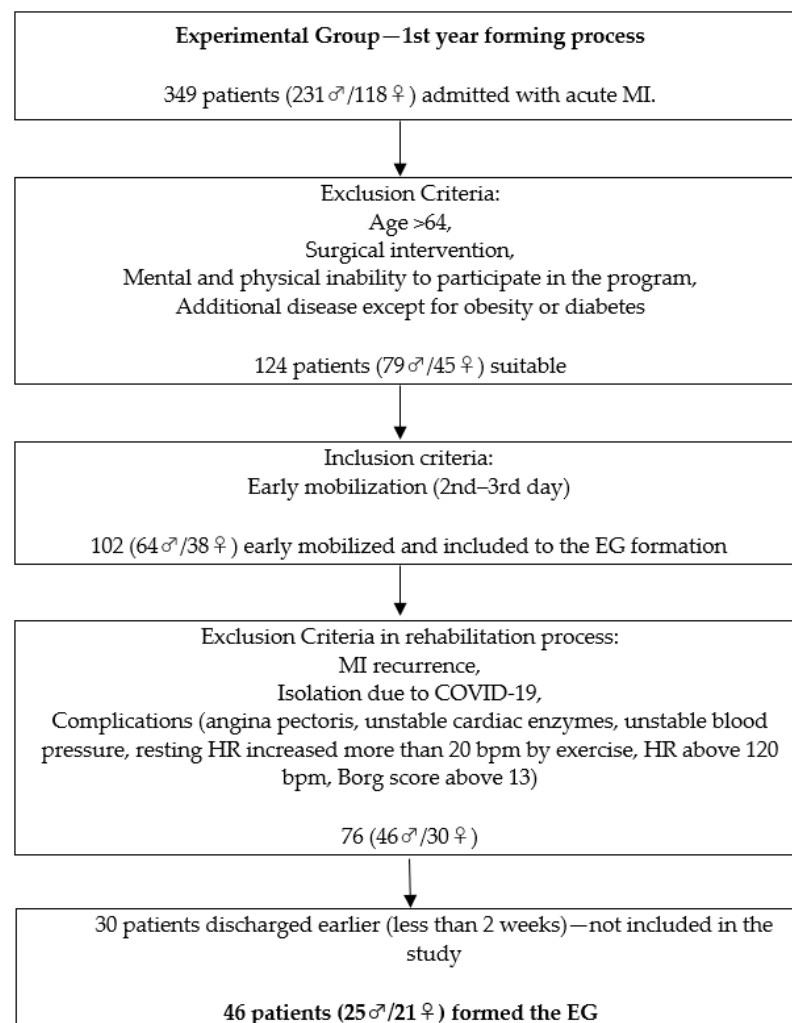 Experimental Group—1st year forming process
349 patients (231♂/118♀) admitted with acute MI.
Exclusion Criteria:
Age >64,
Surgical intervention,
Mental and physical inability to participate in the program,
Additional disease except for obesity or diabetes
124 patients (79♂/45♀) suitable
Inclusion criteria:
Early mobilization (2nd–3rd day)
102 (64♂/38♀) early mobilized and included to the EG formation
Exclusion Criteria in rehabilitation process:
MI recurrence,
Isolation due to COVID-19,
Complications (angina pectoris, unstable cardiac enzymes, unstable blood
pressure, resting HR increased more than 20 bpm by exercise, HR above 120
bpm, Borg score above 13)
76 (46♂/30♀)
30 patients discharged earlier (less than 2 weeks)—not included in the
study
46 patients (25♂/21♀) formed the EG